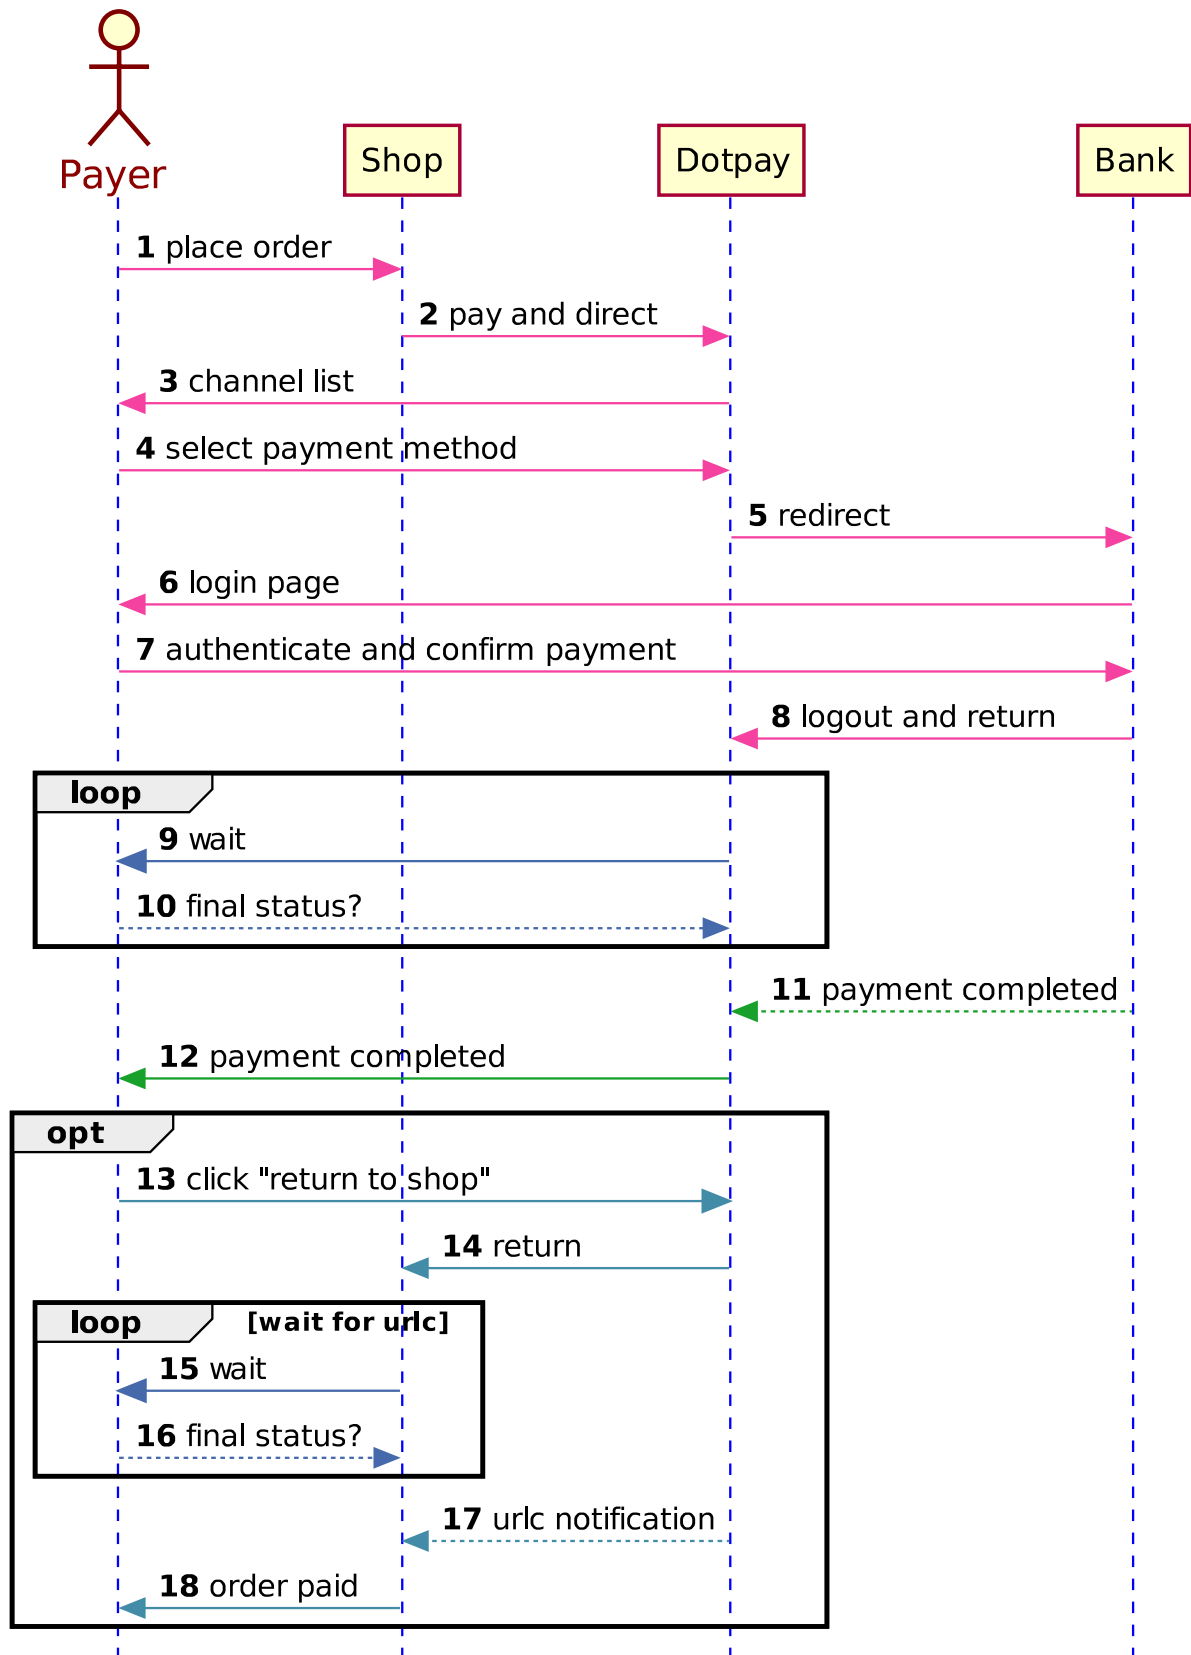 Payer
Shop
Dotpay
Bank
1 place order
2 pay and direct
3 channel list
4 select payment method
5 redirect
6 login page
7 authenticate and confirm payment
8 logout and return
loop
9 wait
10 final status?
11 payment completed
12 payment completed
opt
13 click "return to shop"
14 return
loop [wait for urlc]
15 wait
16 final status?
17 urlc notification
18 order paid